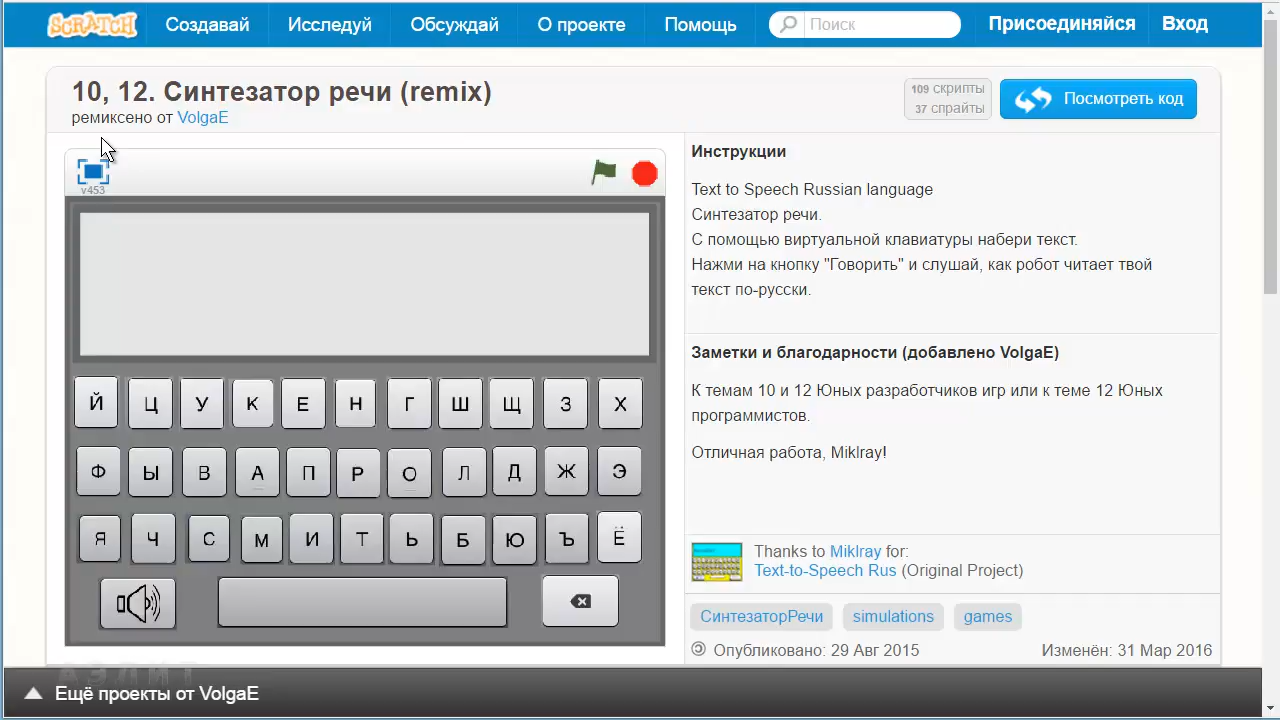 SCRATCH Создавай Исследуй Обсуждай О проекте Помощь Поиск Присоединяйся Вход
10, 12. Синтезатор речи (remix)
ремиксено от VolgaE
109 скрипты
37 спрайты
Посмотреть код
v453
Й Ц У К Е Н Г Ш Щ З Х
Ф Ы В А П Р О Л Д Ж Э
Я Ч С М И Т Ь Б Ю Ъ Ё
Инструкции
Text to Speech Russian language
Синтезатор речи.
С помощью виртуальной клавиатуры набери текст.
Нажми на кнопку "Говорить" и слушай, как робот читает твой
текст по-русски.
Заметки и благодарности (добавлено VolgaE)
К темам 10 и 12 Юных разработчиков игр или к теме 12 Юных
программистов.
Отличная работа, Miklray!
Thanks to Miklray for:
Text-to-Speech Rus (Original Project)
СинтезаторРечи simulations games
Опубликовано: 29 Авг 2015 Изменён: 31 Мар 2016
АЭЛИТ
Ещё проекты от VolgaE